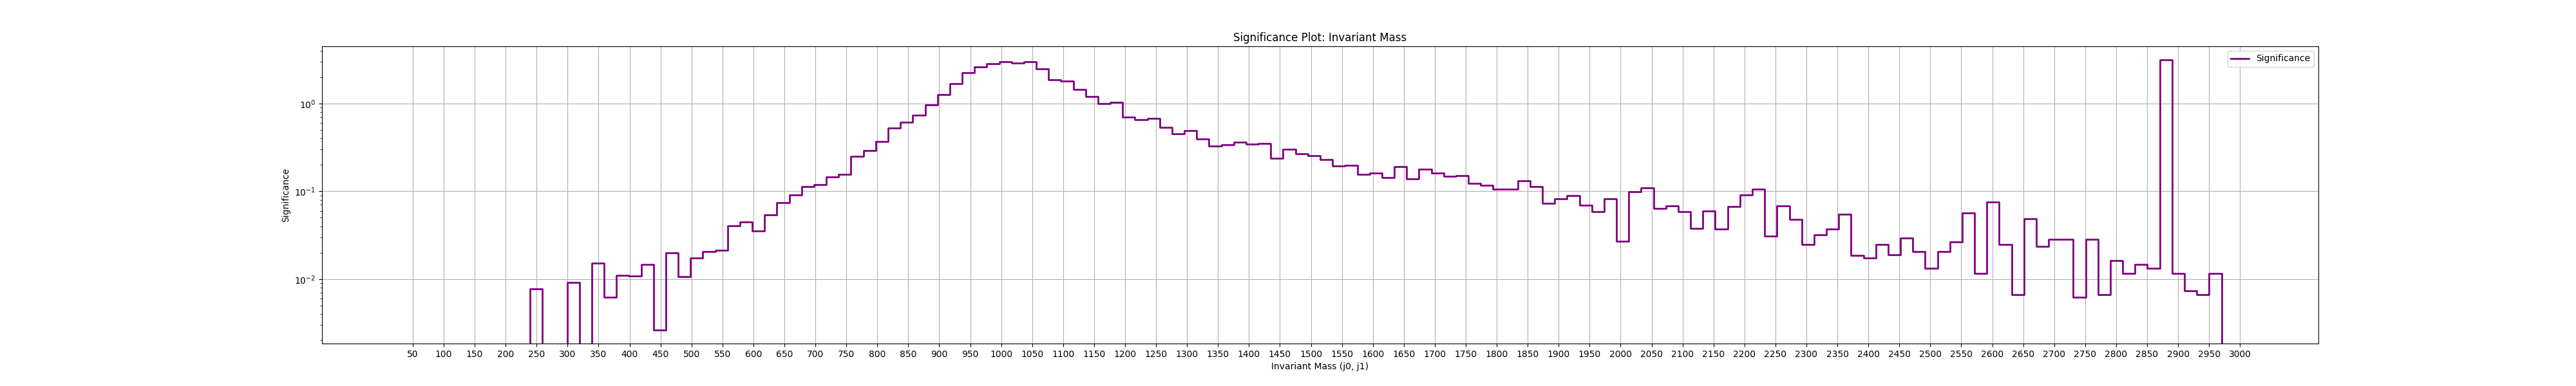 Significance Plot: Invariant Mass
Significance
10⁰
10⁻¹
10⁻²
Significance
50 100 150 200 250 300 350 400 450 500 550 600 650 700 750 800 850 900 950 1000 1050 1100 1150 1200 1250 1300 1350 1400 1450 1500 1550 1600 1650 1700 1750 1800 1850 1900 1950 2000 2050 2100 2150 2200 2250 2300 2350 2400 2450 2500 2550 2600 2650 2700 2750 2800 2850 2900 2950 3000
Invariant Mass (j0, j1)